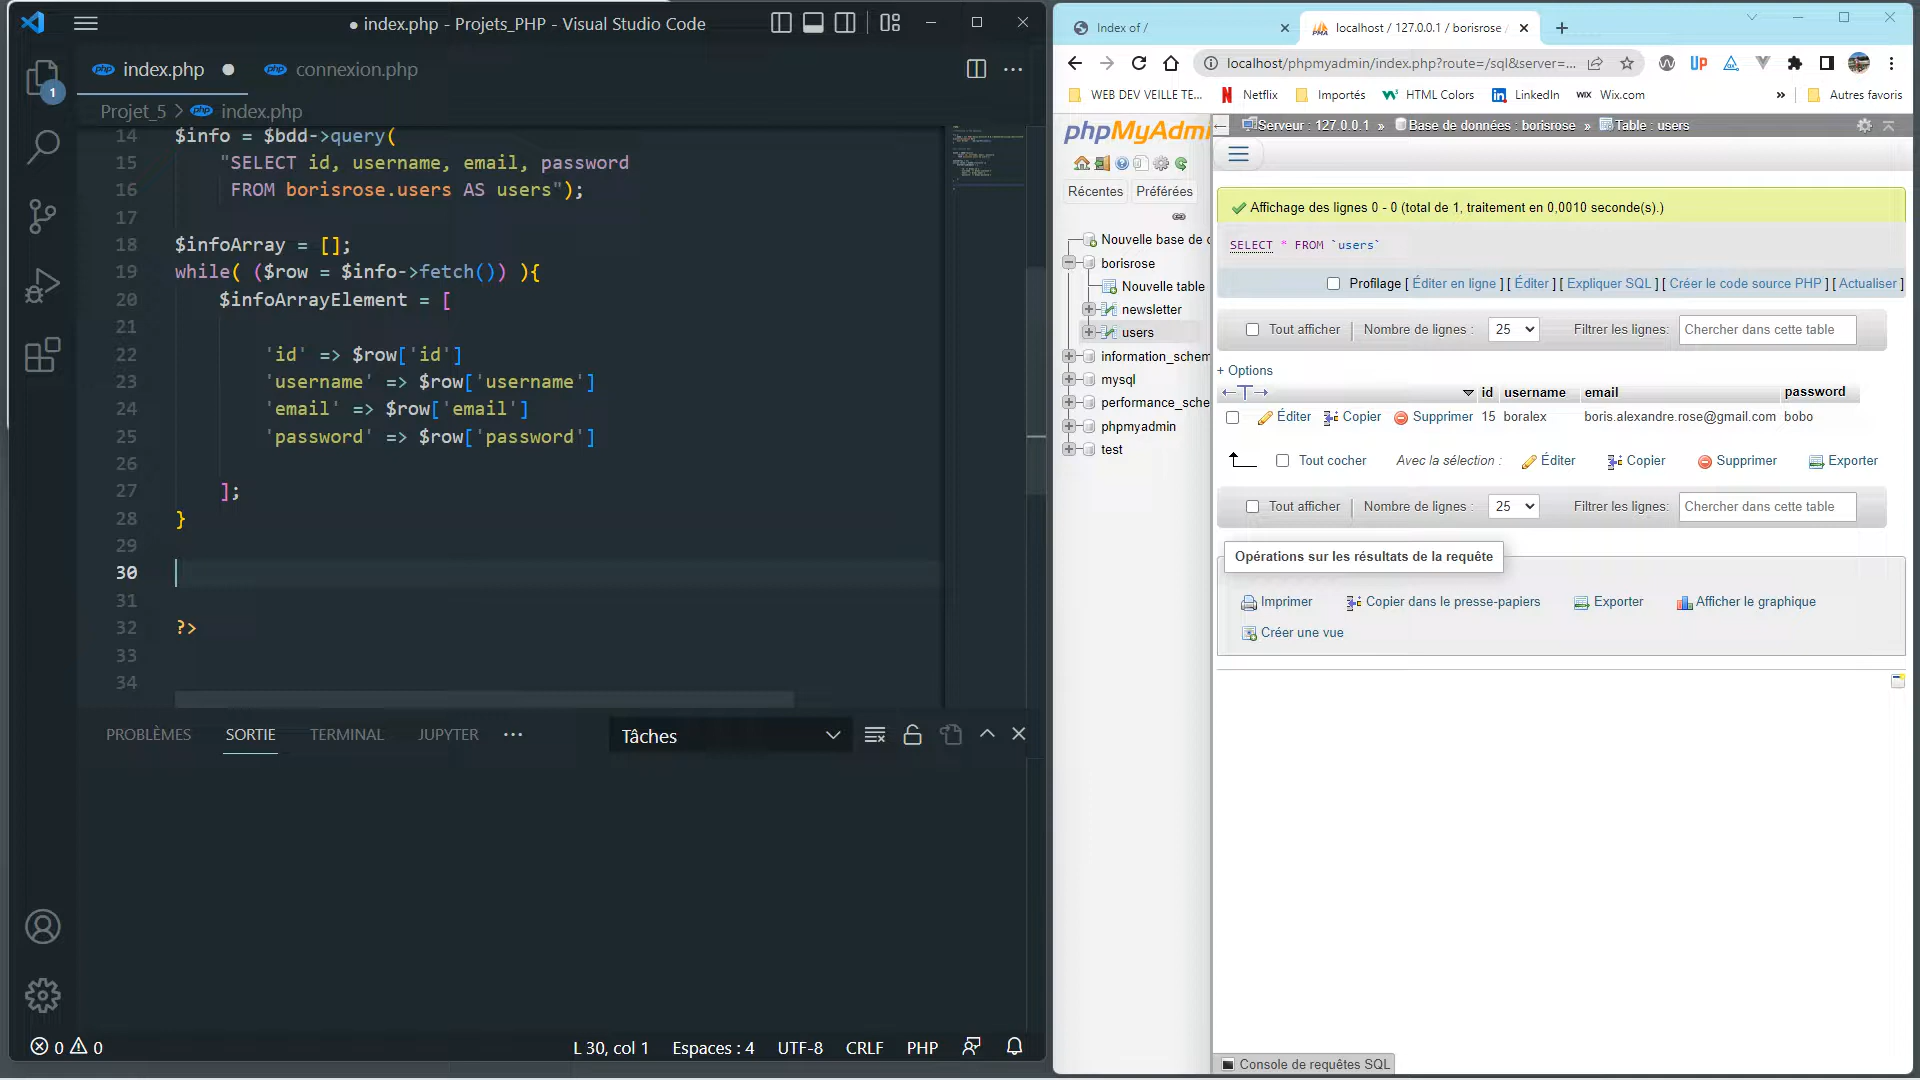 ● index.php - Projets_PHP - Visual Studio Code
index.php ●
connexion.php
1
Projet_5 > index.php
14 $info = $bdd->query(
15 "SELECT id, username, email, password
16 FROM borisrose.users AS users");
17
18 $infoArray = [];
19 while( ($row = $info->fetch()) ){
20 $infoArrayElement = [
21
22 'id' => $row['id']
23 'username' => $row['username']
24 'email' => $row['email']
25 'password' => $row['password']
26
27 ];
28 }
29
30
31
32 ?>
33
34
PROBLÈMES SORTIE TERMINAL JUPYTER ···
Tâches
0 0
L 30, col 1 Espaces : 4 UTF-8 CRLF PHP
Index of /
localhost / 127.0.0.1 / borisrose
localhost/phpmyadmin/index.php?route=/sql&server=...
WEB DEV VEILLE TE... Netflix Importés HTML Colors LinkedIn Wix.com » Autres favoris
phpMyAdmi
Récentes Préférées
Nouvelle base de
borisrose
Nouvelle table
newsletter
users
information_schem
mysql
performance_sche
phpmyadmin
test
Serveur : 127.0.0.1 » Base de données : borisrose » Table : users
Affichage des lignes 0 - 0 (total de 1, traitement en 0,0010 seconde(s).)
SELECT * FROM `users`
Profilage [ Éditer en ligne ] [ Éditer ] [ Expliquer SQL ] [ Créer le code source PHP ] [ Actualiser ]
Tout afficher Nombre de lignes : 25 Filtrer les lignes: Chercher dans cette table
+ Options
id username email password
Éditer Copier Supprimer 15 boralex boris.alexandre.rose@gmail.com bobo
Tout cocher Avec la sélection : Éditer Copier Supprimer Exporter
Tout afficher Nombre de lignes : 25 Filtrer les lignes: Chercher dans cette table
Opérations sur les résultats de la requête
Imprimer Copier dans le presse-papiers Exporter Afficher le graphique
Créer une vue
Console de requêtes SQL